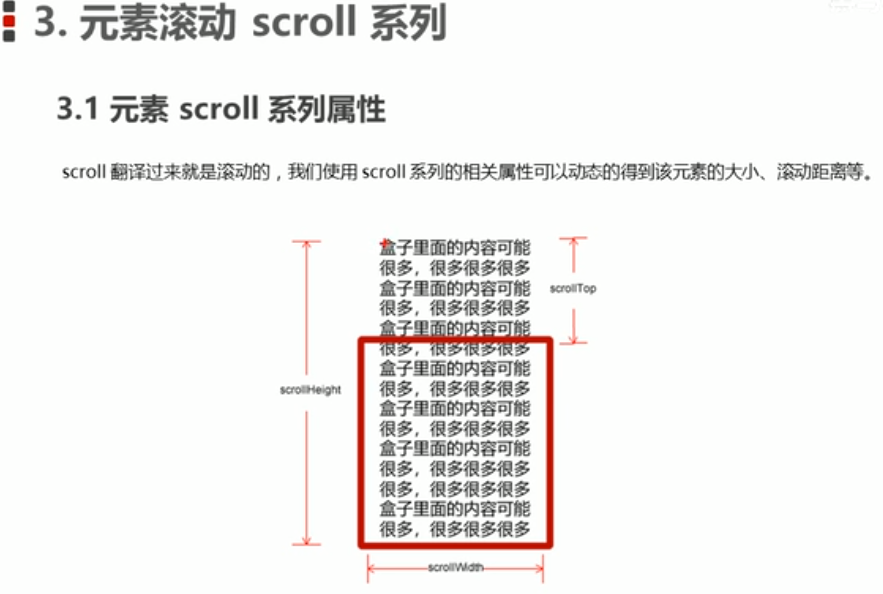 3. 元素滚动 scroll 系列
3.1 元素 scroll 系列属性
scroll 翻译过来就是滚动的，我们使用 scroll 系列的相关属性可以动态的得到该元素的大小、滚动距离等。
盒子里面的内容可能
很多，很多很多很多
盒子里面的内容可能
很多，很多很多很多
盒子里面的内容可能
很多，很多很多很多
盒子里面的内容可能
很多，很多很多很多
盒子里面的内容可能
很多，很多很多很多
盒子里面的内容可能
很多，很多很多很多
很多，很多很多很多
盒子里面的内容可能
很多，很多很多很多
scrollTop
scrollHeight
scrollWidth